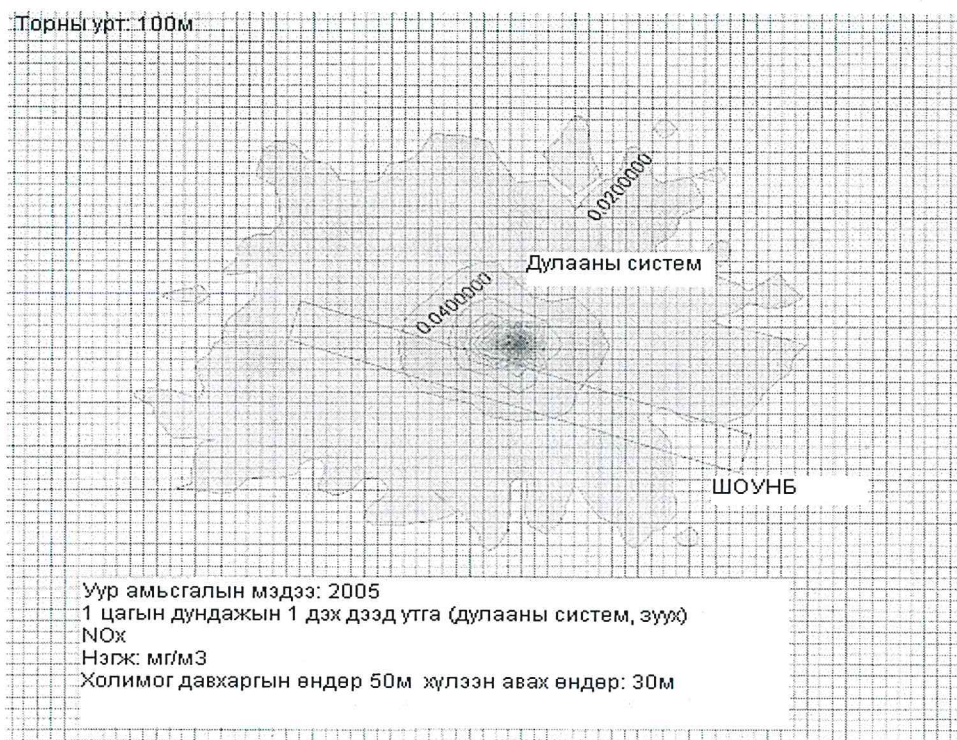 Торны урт: 100м
0.0200000
Дулааны систем
0.0400000
ШОУНБ
Уур амьсгалын мэдээ: 2005
1 цагын дундажын 1 дэх дээд утга (дулааны систем, зуух)
NOx
Нэгж: мг/м3
Холимог давхаргын өндөр 50м хүлээн авах өндөр: 30м